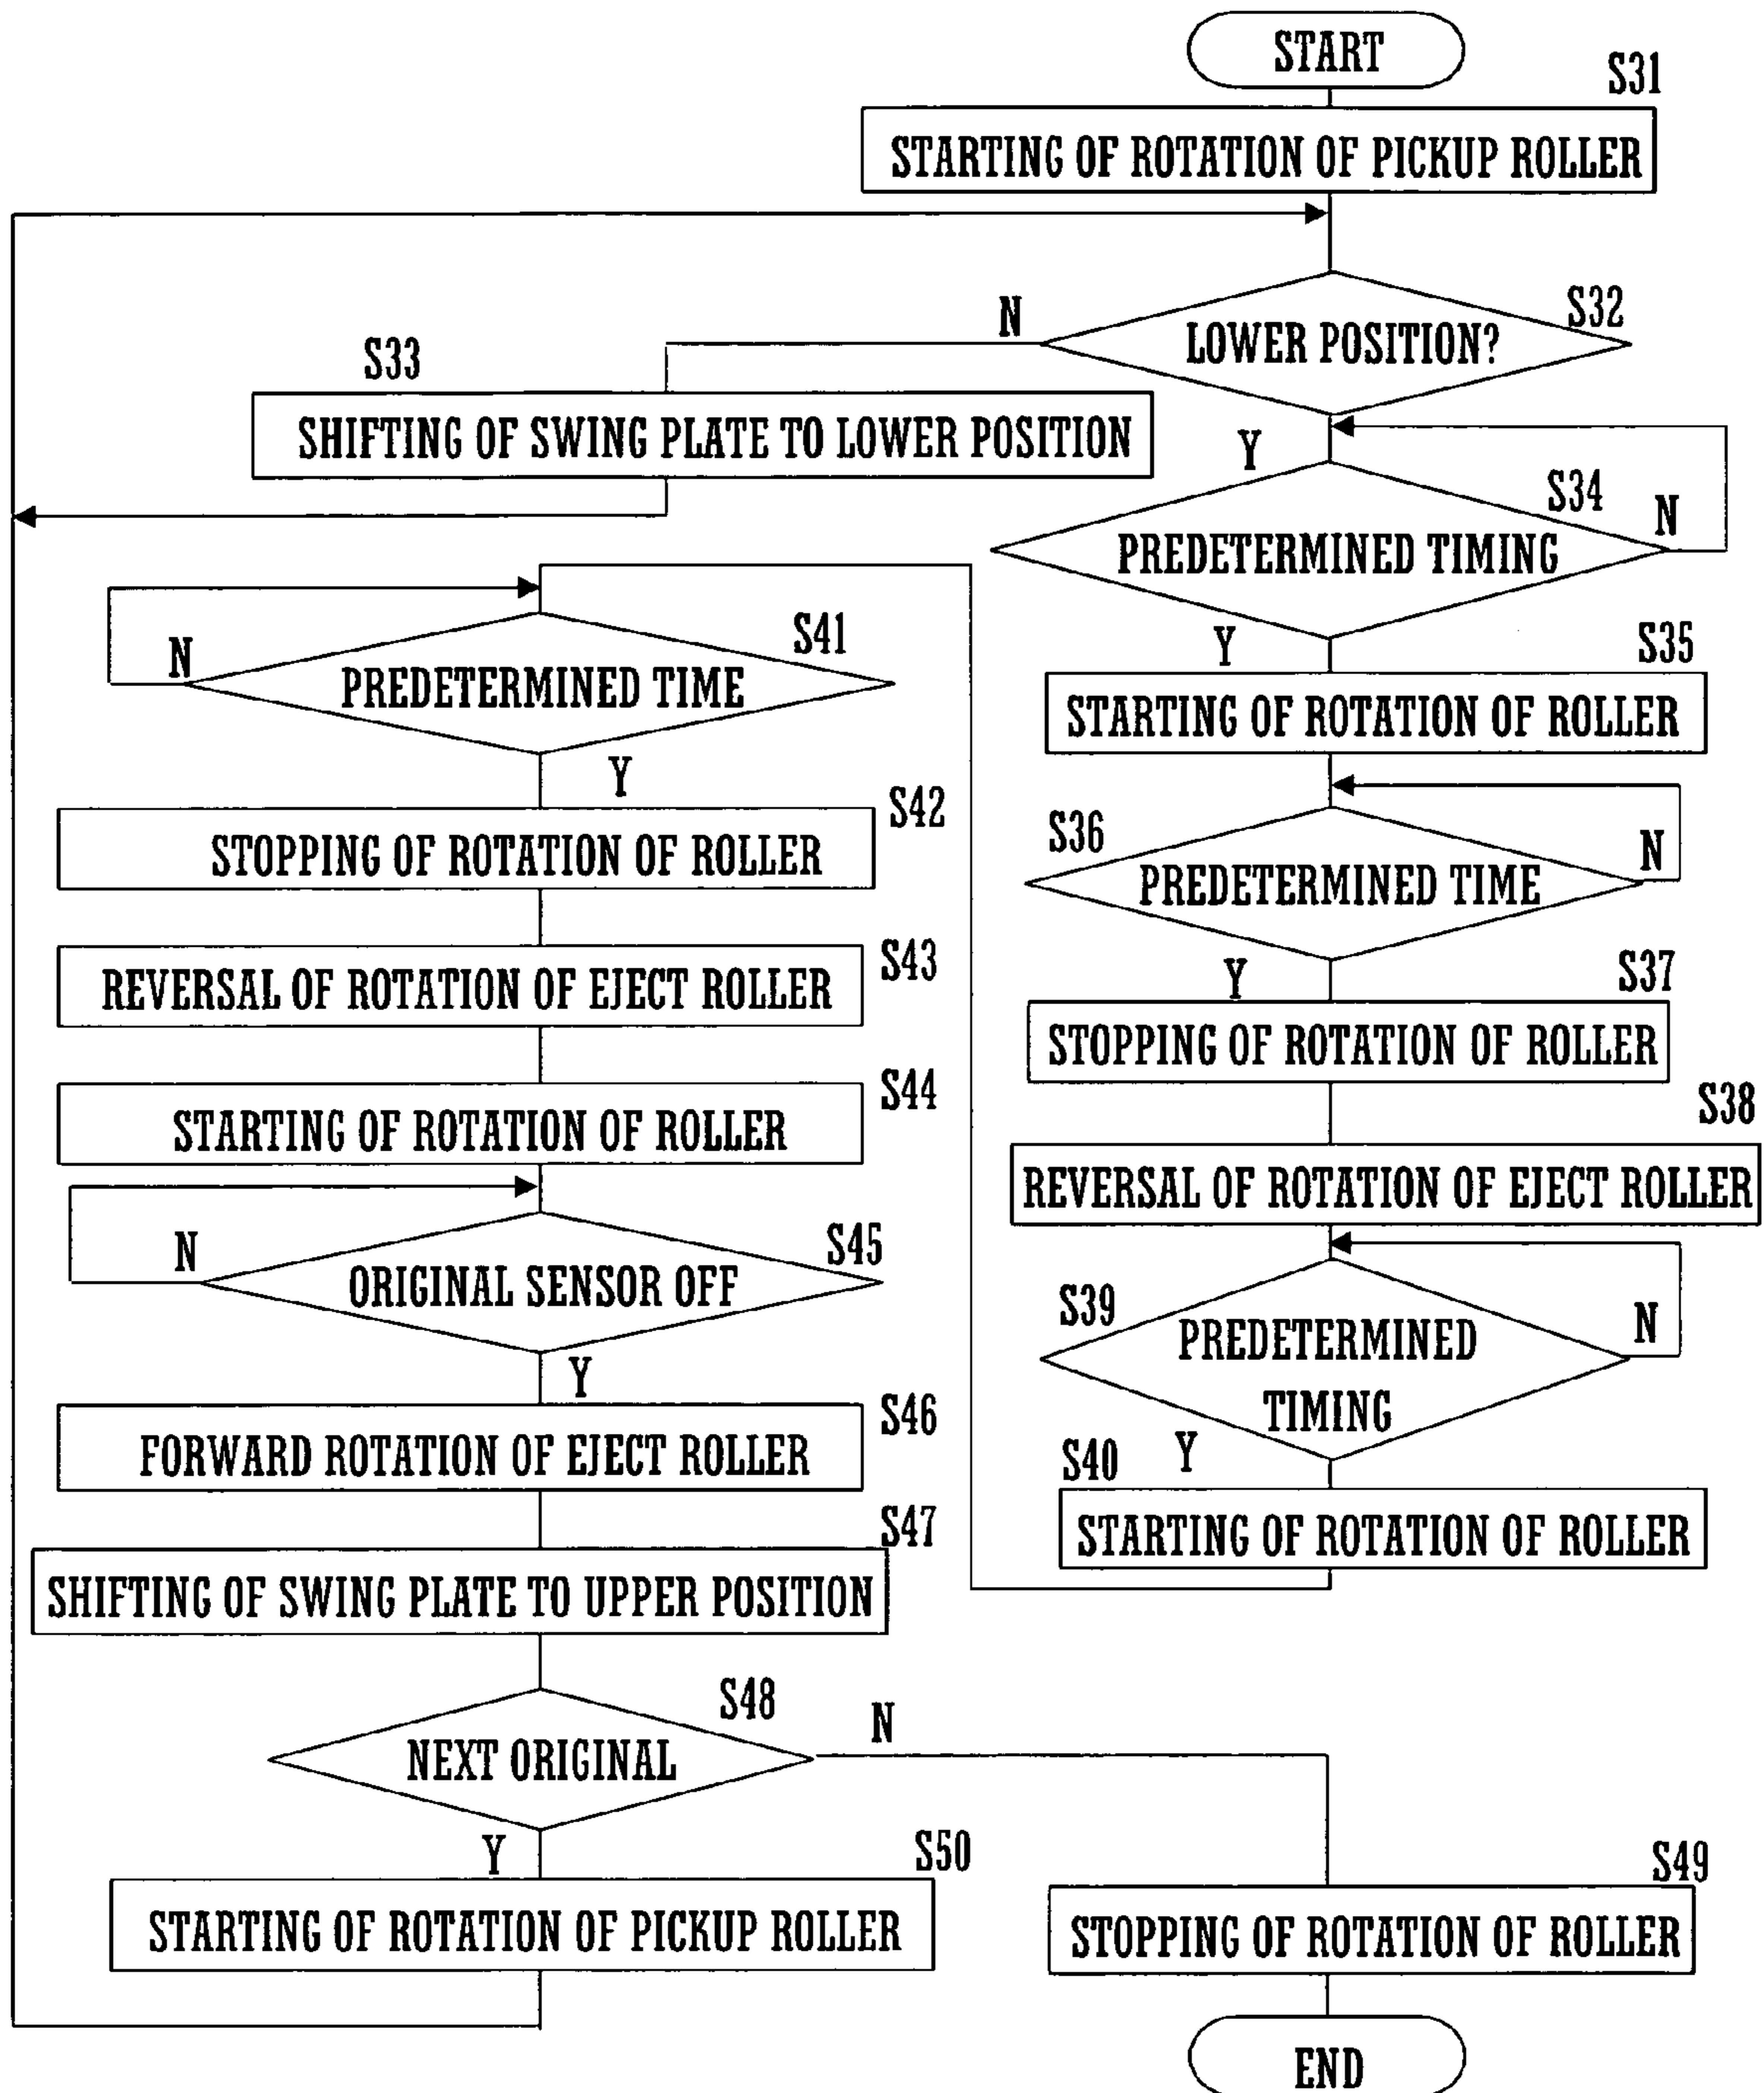 START
S31
STARTING OF ROTATION OF PICKUP ROLLER
S32
LOWER POSITION?
N
Y
S33
SHIFTING OF SWING PLATE TO LOWER POSITION
S34
PREDETERMINED TIMING
N
Y
S35
STARTING OF ROTATION OF ROLLER
S36
PREDETERMINED TIME
N
Y
S37
STOPPING OF ROTATION OF ROLLER
S38
REVERSAL OF ROTATION OF EJECT ROLLER
S39
PREDETERMINED
TIMING
N
Y
S40
STARTING OF ROTATION OF ROLLER
S41
PREDETERMINED TIME
N
Y
S42
STOPPING OF ROTATION OF ROLLER
S43
REVERSAL OF ROTATION OF EJECT ROLLER
S44
STARTING OF ROTATION OF ROLLER
S45
ORIGINAL SENSOR OFF
N
Y
S46
FORWARD ROTATION OF EJECT ROLLER
S47
SHIFTING OF SWING PLATE TO UPPER POSITION
S48
NEXT ORIGINAL
N
Y
S50
STARTING OF ROTATION OF PICKUP ROLLER
S49
STOPPING OF ROTATION OF ROLLER
END